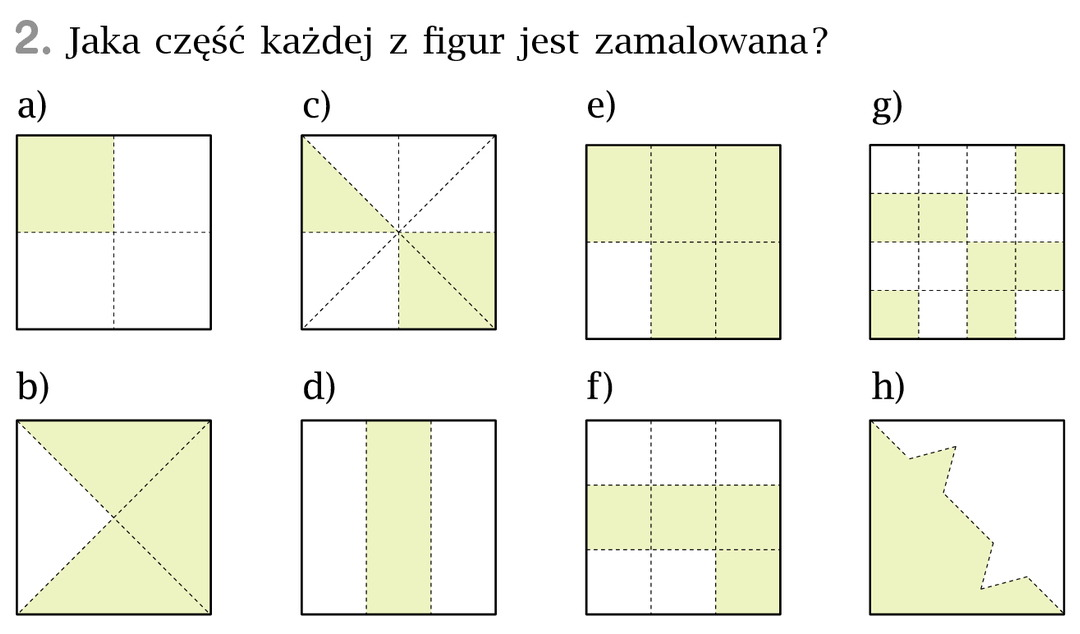 2. Jaka część każdej z figur jest zamalowana?
a) c) e) g)
b) d) f) h)